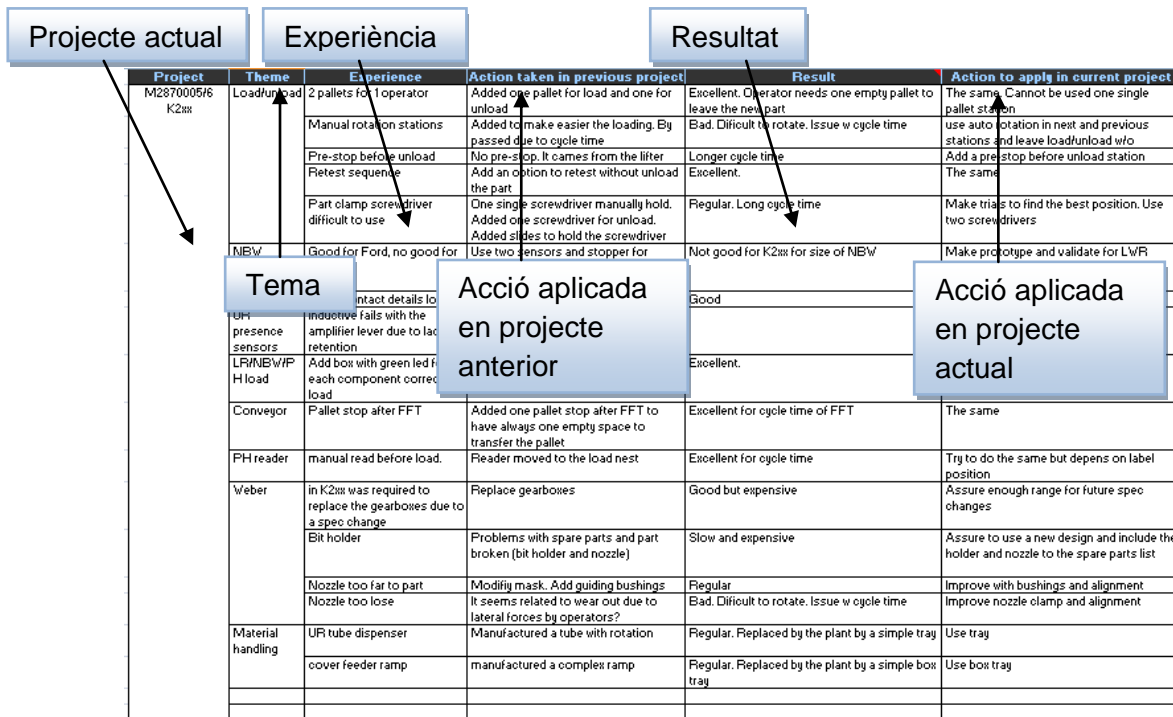 Projecte actual
Experiència
Resultat
Project Theme Experience Action taken in previous project Result Action to apply in current project
M2870005/6
K2xx
Load/unload
2 pallets for 1 operator
Added one pallet for load and one for
unload
Excellent. Operator needs one empty pallet to
leave the new part
The same. Cannot be used one single
pallet station
Manual rotation stations
Added to make easier the loading. By
passed due to cycle time
Bad. Dificult to rotate. Issue w cycle time
use auto rotation in next and previous
stations and leave load/unload w/o
Pre-stop before unload
No pre-stop. It cames from the lifter
Longer cycle time
Add a pre-stop before unload station
Retest sequence
Add an option to retest without unload
the part
Excellent.
The same
Part clamp screwdriver
difficult to use
One single screwdriver manually hold.
Added one screwdriver for unload.
Added slides to hold the screwdriver
Regular. Long cycle time
Make trials to find the best position. Use
two screwdrivers
NBW
Good for Ford, no good for
Use two sensors and stopper for
Not good for K2xx for size of NBW
Make prototype and validate for LWR
Tema
Acció aplicada
en projecte
anterior
Acció aplicada
en projecte
actual
ntact details lo
Good
UR
presence
sensors
inductive fails with the
amplifier lever due to lac
retention
LR/NBW/P
H load
Add box with green led f
each component correc
load
Excellent.
Conveyor
Pallet stop after FFT
Added one pallet stop after FFT to
have always one empty space to
transfer the pallet
Excellent for cycle time of FFT
The same
PH reader
manual read before load.
Reader moved to the load nest
Excellent for cycle time
Try to do the same but depens on label
position
Weber
in K2xx was required to
replace the gearboxes due to
a spec change
Replace gearboxes
Good but expensive
Assure enough range for future spec
changes
Bit holder
Problems with spare parts and part
broken (bit holder and nozzle)
Slow and expensive
Assure to use a new design and include the
holder and nozzle to the spare parts list
Nozzle too far to part
Modifiy mask. Add guiding bushings
Regular
Improve with bushings and alignment
Nozzle too lose
It seems related to wear out due to
lateral forces by operators?
Bad. Dificult to rotate. Issue w cycle time
Improve nozzle clamp and alignment
Material
handling
UR tube dispenser
Manufactured a tube with rotation
Regular. Replaced by the plant by a simple tray
Use tray
cover feeder ramp
manufactured a complex ramp
Regular. Replaced by the plant by a simple box
tray
Use box tray